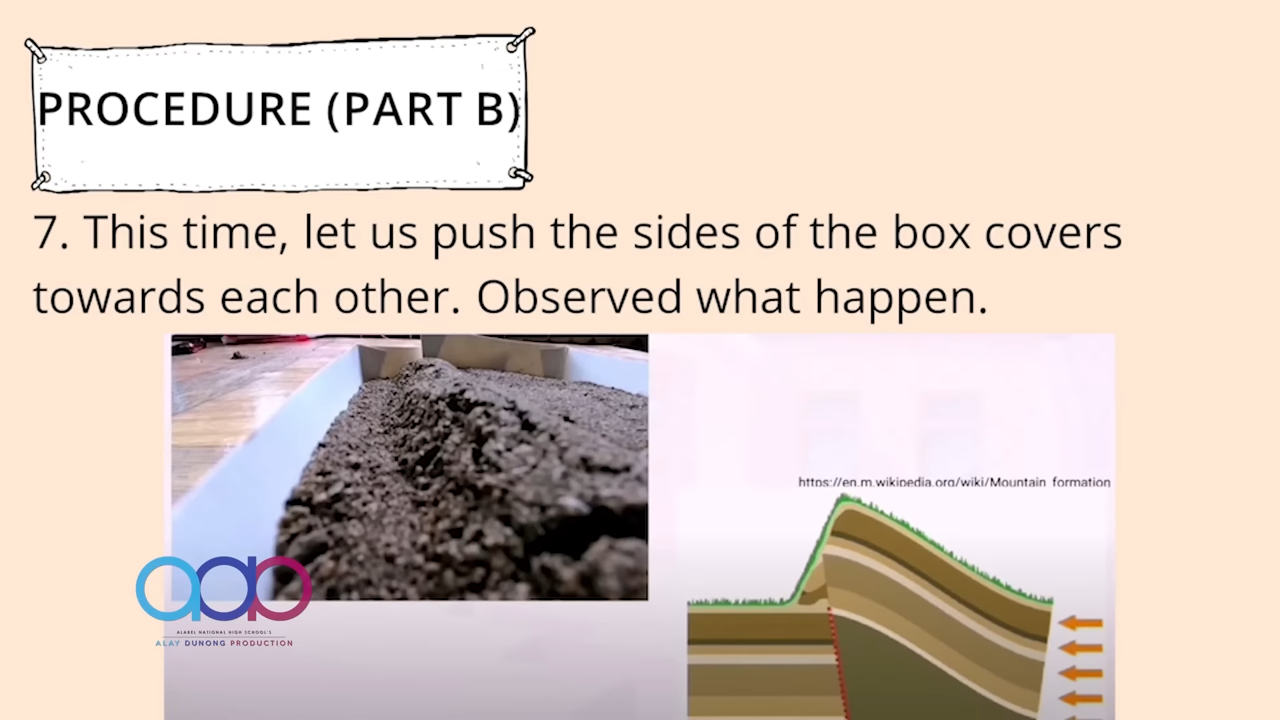 PROCEDURE (PART B)
7. This time, let us push the sides of the box covers
towards each other. Observed what happen.
https://en.m.wikipedia.org/wiki/Mountain_formation
aap
ALABEL NATIONAL HIGH SCHOOL'S
ALAY DUNONG PRODUCTION